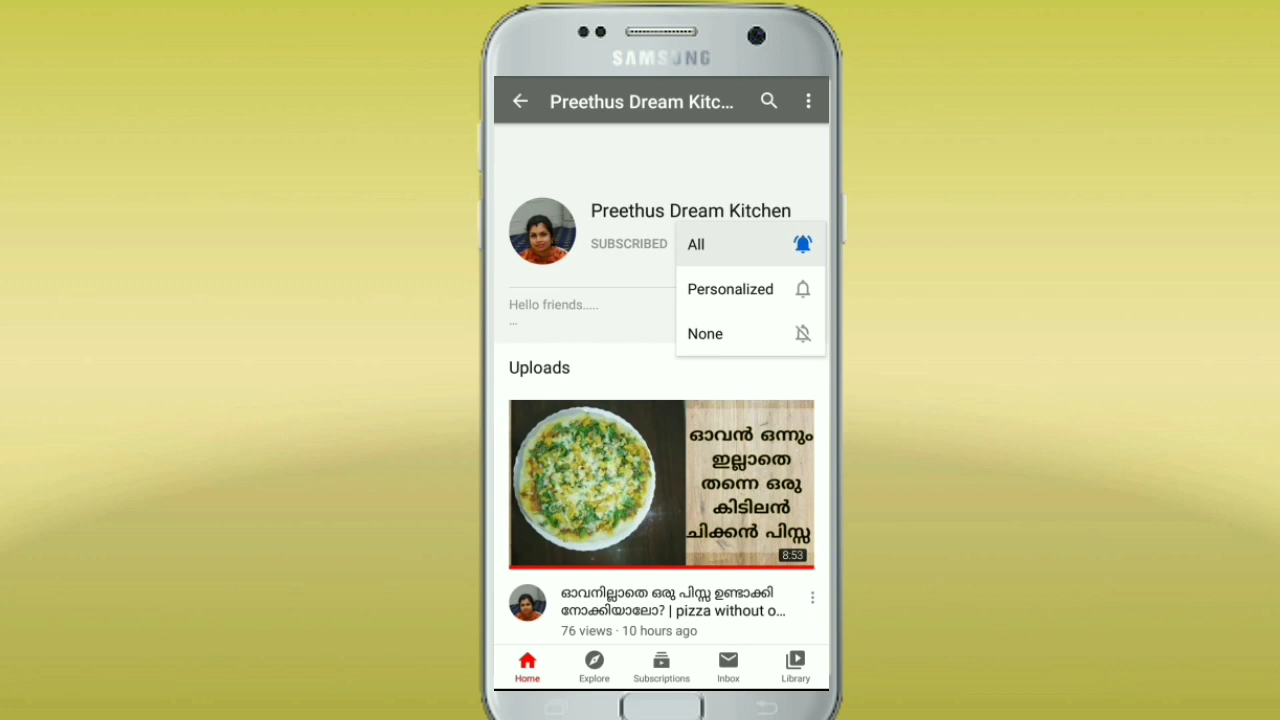 SAMSUNG
Preethus Dream Kitc...
Preethus Dream Kitchen
SUBSCRIBED
All
Personalized
None
Hello friends.....
...
Uploads
ഓവൻ ഒന്നും
ഇല്ലാതെ
തന്നെ ഒരു
കിടിലൻ
ചിക്കൻ പിസ്സ
8:53
ഓവനില്ലാതെ ഒരു പിസ്സ ഉണ്ടാക്കി
നോക്കിയാലോ? | pizza without o...
76 views · 10 hours ago
Home Explore Subscriptions Inbox Library